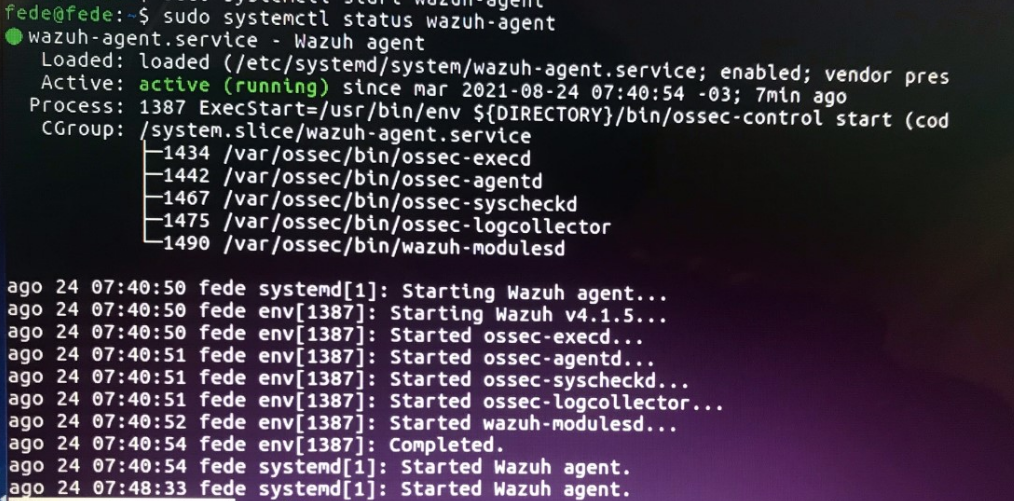 fede@fede:~$ sudo systemctl status wazuh-agent
● wazuh-agent.service - Wazuh agent
Loaded: loaded (/etc/systemd/system/wazuh-agent.service; enabled; vendor pres
Active: active (running) since mar 2021-08-24 07:40:54 -03; 7min ago
Process: 1387 ExecStart=/usr/bin/env ${DIRECTORY}/bin/ossec-control start (cod
CGroup: /system.slice/wazuh-agent.service
├─1434 /var/ossec/bin/ossec-execd
├─1442 /var/ossec/bin/ossec-agentd
├─1467 /var/ossec/bin/ossec-syscheckd
├─1475 /var/ossec/bin/ossec-logcollector
└─1490 /var/ossec/bin/wazuh-modulesd
ago 24 07:40:50 fede systemd[1]: Starting Wazuh agent...
ago 24 07:40:50 fede env[1387]: Starting Wazuh v4.1.5...
ago 24 07:40:50 fede env[1387]: Started ossec-execd...
ago 24 07:40:51 fede env[1387]: Started ossec-agentd...
ago 24 07:40:51 fede env[1387]: Started ossec-syscheckd...
ago 24 07:40:51 fede env[1387]: Started ossec-logcollector...
ago 24 07:40:52 fede env[1387]: Started wazuh-modulesd...
ago 24 07:40:54 fede env[1387]: Completed.
ago 24 07:40:54 fede systemd[1]: Started Wazuh agent.
ago 24 07:48:33 fede systemd[1]: Started Wazuh agent.